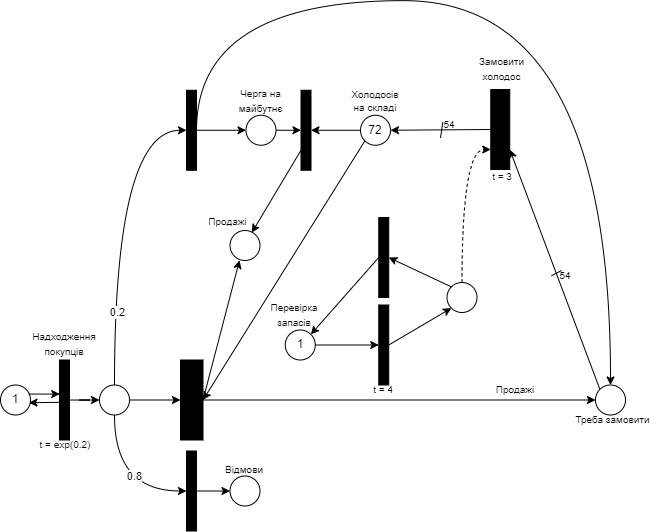 Замовити
холодос
Черга на
майбутнє
Холодосів
на складі
72
54
t = 3
Продажі
54
0.2
Перевірка
запасів
1
Надходження
покупців
t = 4
Продажі
1
Треба замовити
t = exp(0.2)
Відмови
0.8